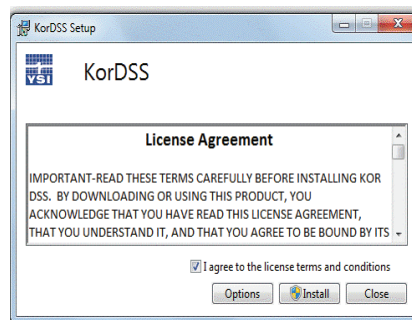 KorDSS Setup
YSI
KorDSS
License Agreement
IMPORTANT-READ THESE TERMS CAREFULLY BEFORE INSTALLING KOR
DSS. BY DOWNLOADING OR USING THIS PRODUCT, YOU
ACKNOWLEDGE THAT YOU HAVE READ THIS LICENSE AGREEMENT,
THAT YOU UNDERSTAND IT, AND THAT YOU AGREE TO BE BOUND BY ITS
I agree to the license terms and conditions
Options Install Close